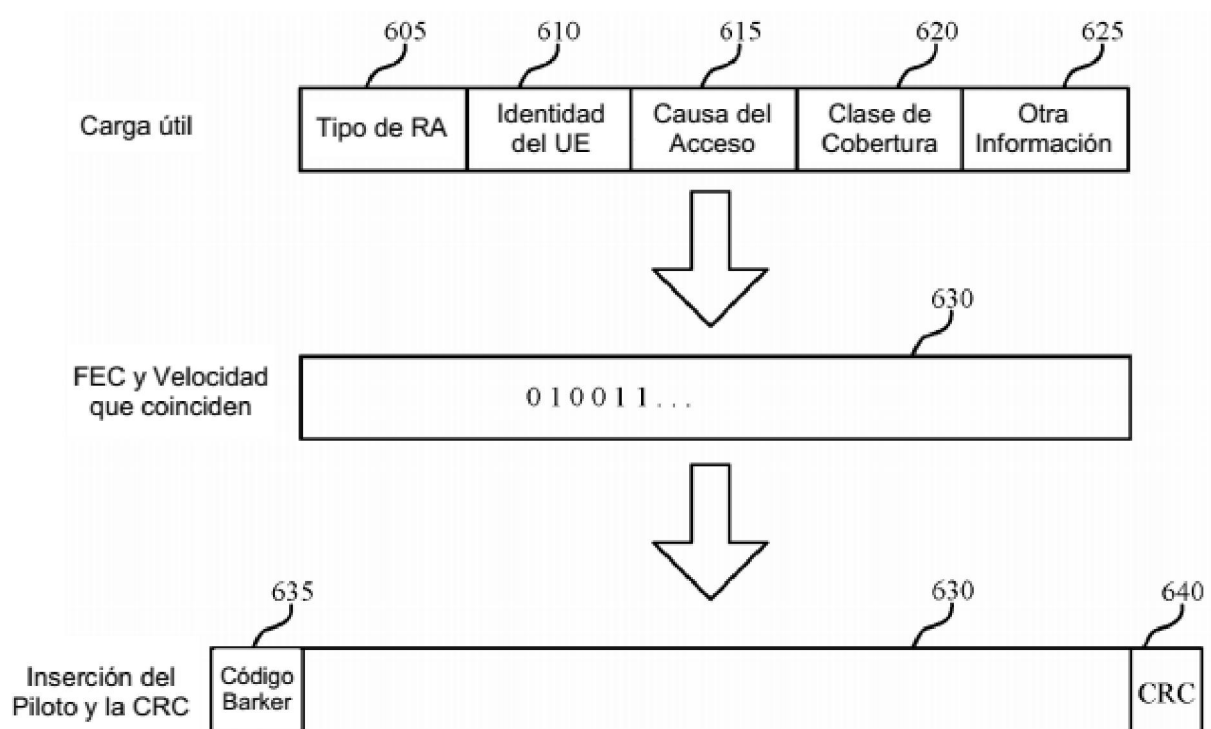 605 610 615 620 625
Carga útil
Tipo de RA
Identidad
del UE
Causa del
Acceso
Clase de
Cobertura
Otra
Información
630
FEC y Velocidad
que coinciden
0 1 0 0 1 1 . . .
635 630 640
Inserción del
Piloto y la CRC
Código
Barker
CRC